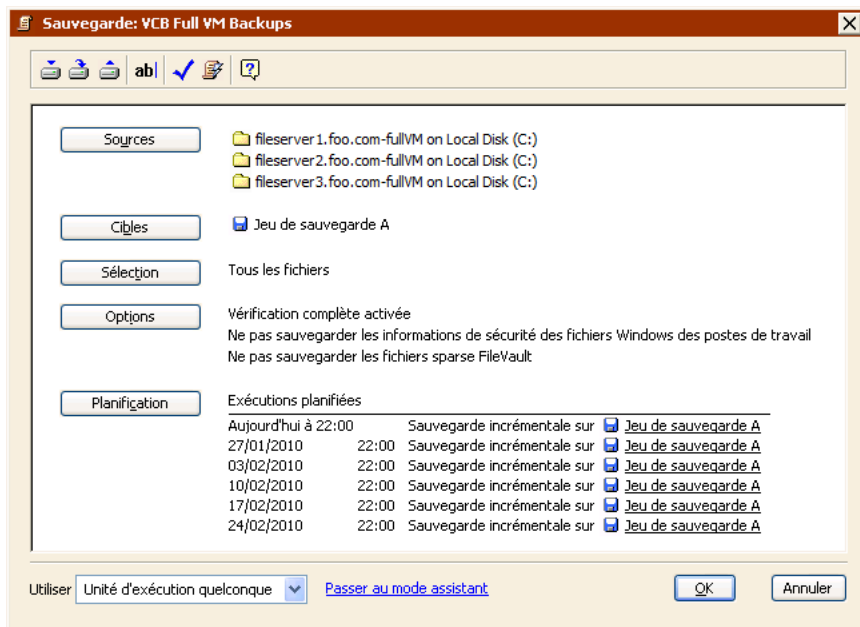 Sauvegarde: VCB Full VM Backups
ab|
Sources
fileserver1.foo.com-fullVM on Local Disk (C:)
fileserver2.foo.com-fullVM on Local Disk (C:)
fileserver3.foo.com-fullVM on Local Disk (C:)
Cibles
Jeu de sauvegarde A
Sélection
Tous les fichiers
Options
Vérification complète activée
Ne pas sauvegarder les informations de sécurité des fichiers Windows des postes de travail
Ne pas sauvegarder les fichiers sparse FileVault
Planification
Exécutions planifiées
Aujourd'hui à 22:00 Sauvegarde incrémentale sur Jeu de sauvegarde A
27/01/2010 22:00 Sauvegarde incrémentale sur Jeu de sauvegarde A
03/02/2010 22:00 Sauvegarde incrémentale sur Jeu de sauvegarde A
10/02/2010 22:00 Sauvegarde incrémentale sur Jeu de sauvegarde A
17/02/2010 22:00 Sauvegarde incrémentale sur Jeu de sauvegarde A
24/02/2010 22:00 Sauvegarde incrémentale sur Jeu de sauvegarde A
Utiliser Unité d'exécution quelconque Passer au mode assistant OK Annuler